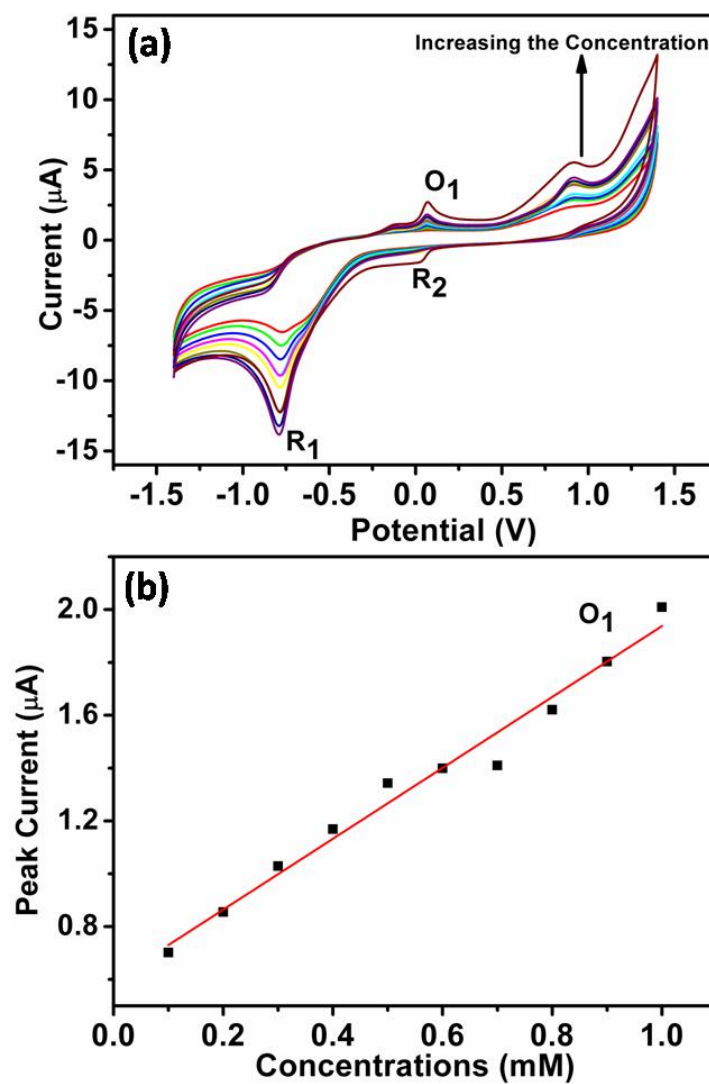 (a)
Increasing the Concentration
O1
R2
R1
15
10
5
0
-5
-10
-15
Current (µA)
-1.5 -1.0 -0.5 0.0 0.5 1.0 1.5
Potential (V)
(b)
O1
2.0
1.6
1.2
0.8
Peak Current (µA)
0.0 0.2 0.4 0.6 0.8 1.0
Concentrations (mM)